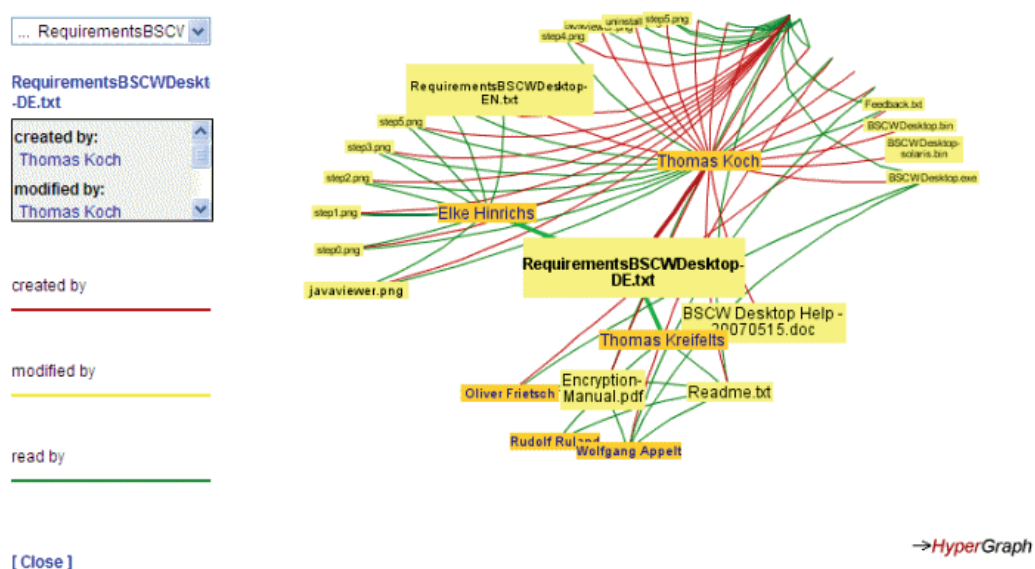 ... RequirementsBSCV
RequirementsBSCWDeskt
-DE.txt
created by:
Thomas Koch
modified by:
Thomas Koch
created by
modified by
read by
[ Close ]
uninstall
step5.png
step4.png
RequirementsBSCWDesktop-
EN.txt
step5.png
step3.png
step2.png
step1.png
step0.png
javaviewer.png
Elke Hinrichs
Thomas Koch
Feedback.txt
BSCWDesktop.bin
BSCWDesktop-
solaris.bin
BSCWDesktop.exe
RequirementsBSCWDesktop-
DE.txt
BSCW Desktop Help -
20070515.doc
Thomas Kreifelts
Oliver Frietsch
Encryption-
Manual.pdf
Readme.txt
Rudolf Ruland
Wolfgang Appelt
→HyperGraph